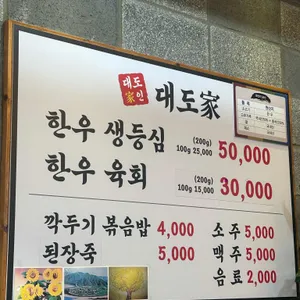 대도
家인
대도家
한우 생등심 (200g) 100g 25,000 50,000
한우 육회 (200g) 100g 15,000 30,000
깍두기 볶음밥 4,000
된장죽 5,000
소 주 5,000
맥 주 5,000
음 료 2,000